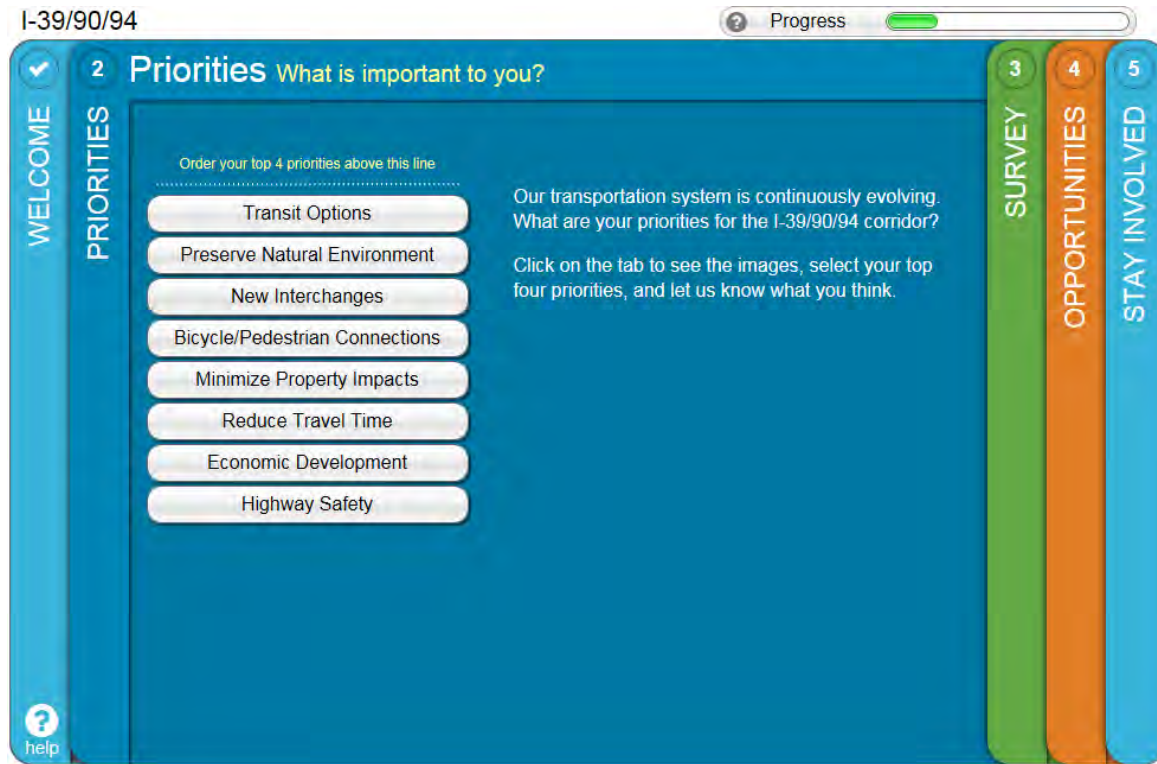 I-39/90/94
Progress
WELCOME
2
PRIORITIES
Priorities What is important to you?
Order your top 4 priorities above this line
Transit Options
Preserve Natural Environment
New Interchanges
Bicycle/Pedestrian Connections
Minimize Property Impacts
Reduce Travel Time
Economic Development
Highway Safety
Our transportation system is continuously evolving.
What are your priorities for the I-39/90/94 corridor?
Click on the tab to see the images, select your top
four priorities, and let us know what you think.
3
SURVEY
4
OPPORTUNITIES
5
STAY INVOLVED
?
help